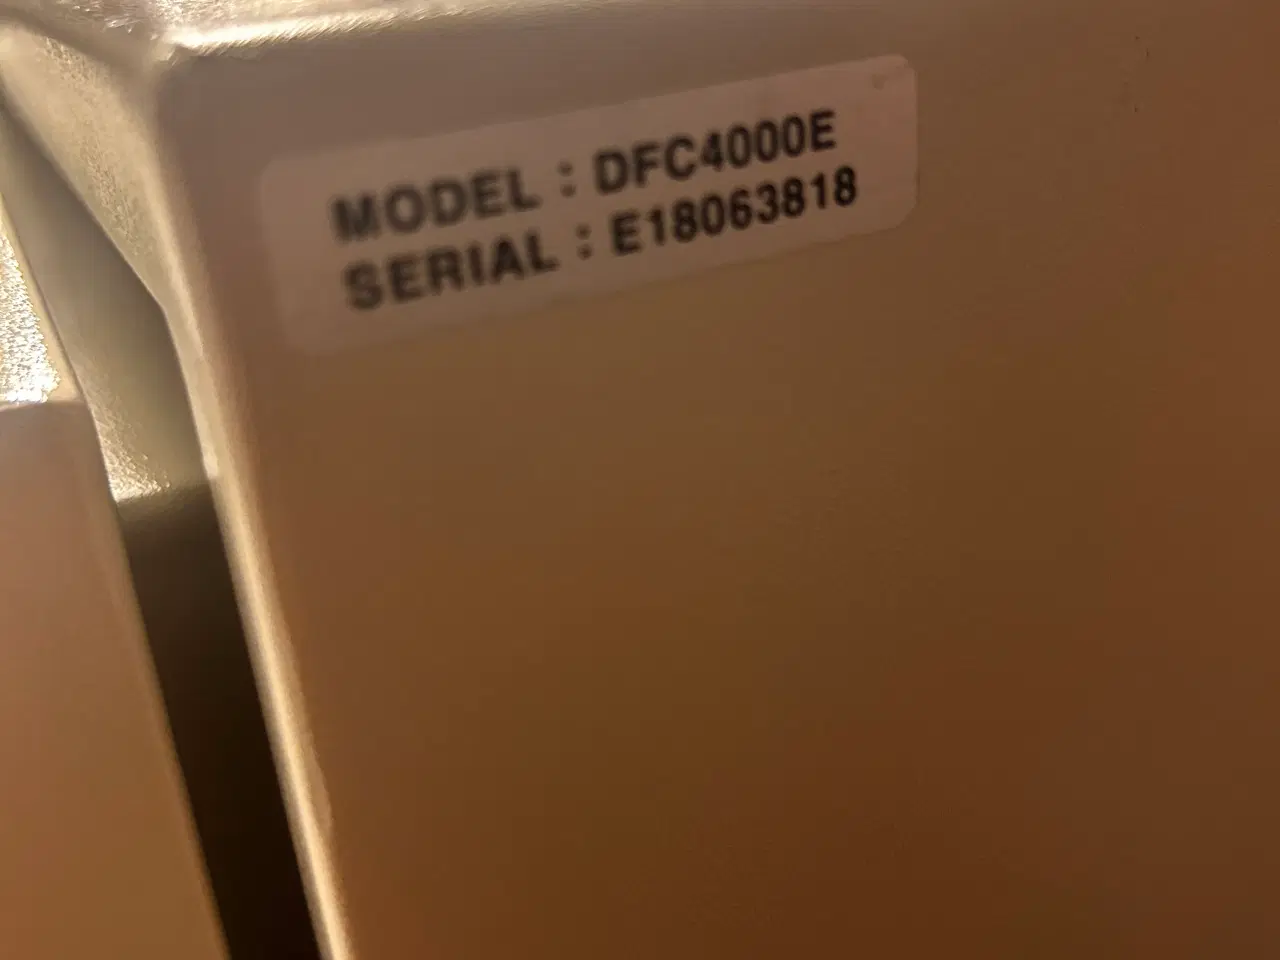 MODEL : DFC4000E
SERIAL : E18063818